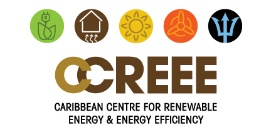 CCREEE
CARIBBEAN CENTRE FOR RENEWABLE
ENERGY & ENERGY EFFICIENCY